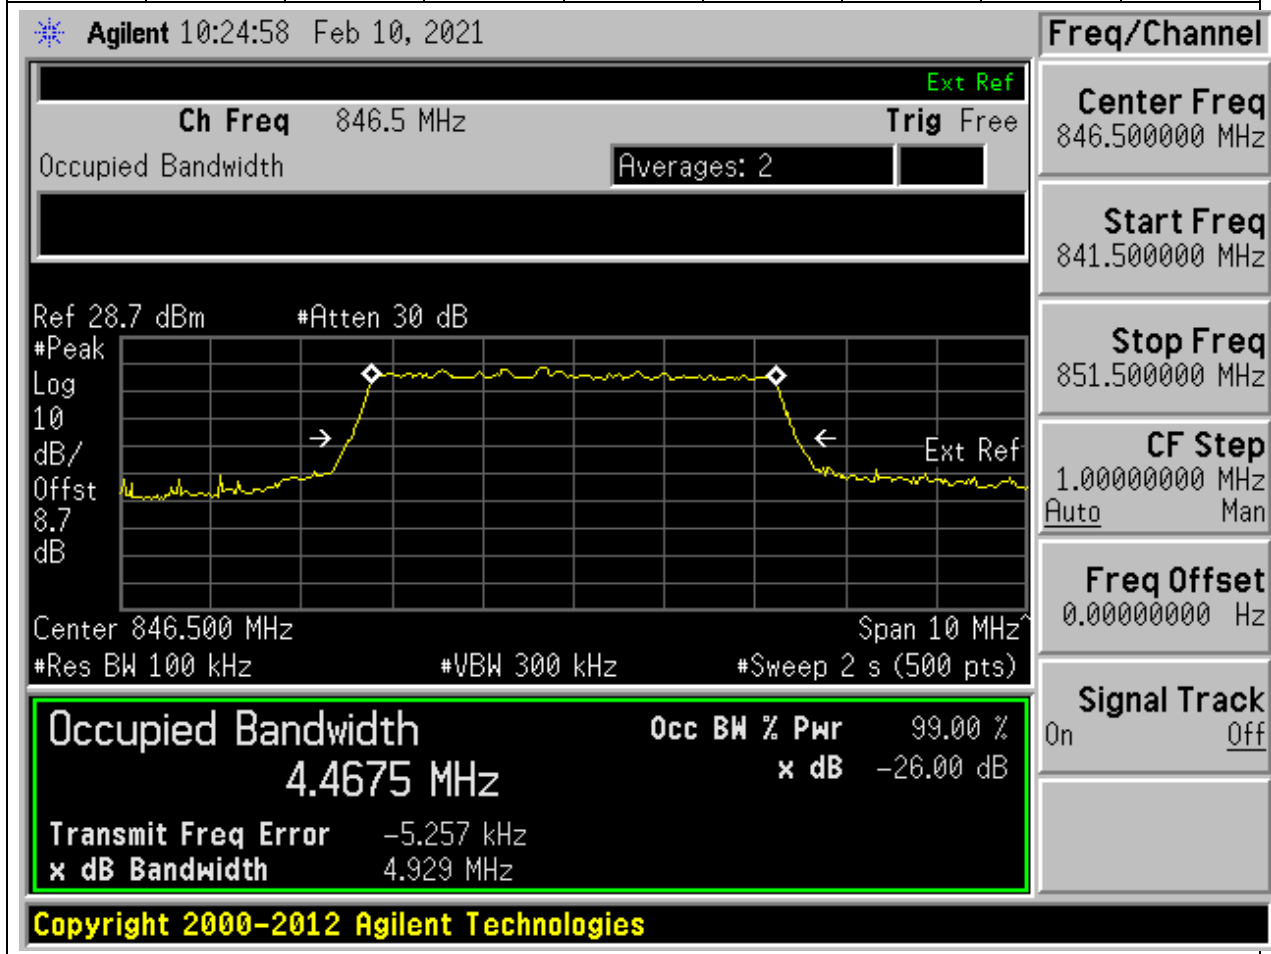 Agilent 10:24:58 Feb 10, 2021
Freq/Channel
Ext Ref
Ch Freq 846.5 MHz Trig Free
Occupied Bandwidth Averages: 2
Ref 28.7 dBm #Atten 30 dB
#Peak
Log
10
dB/
Offst
8.7
dB
Ext Ref
Center 846.500 MHz Span 10 MHz^
#Res BW 100 kHz #VBW 300 kHz #Sweep 2 s (500 pts)
Occupied Bandwidth Occ BW % Pwr 99.00 %
4.4675 MHz x dB -26.00 dB
Transmit Freq Error -5.257 kHz
x dB Bandwidth 4.929 MHz
Copyright 2000-2012 Agilent Technologies
Center Freq
846.500000 MHz
Start Freq
841.500000 MHz
Stop Freq
851.500000 MHz
CF Step
1.00000000 MHz
Auto Man
Freq Offset
0.00000000 Hz
Signal Track
On Off